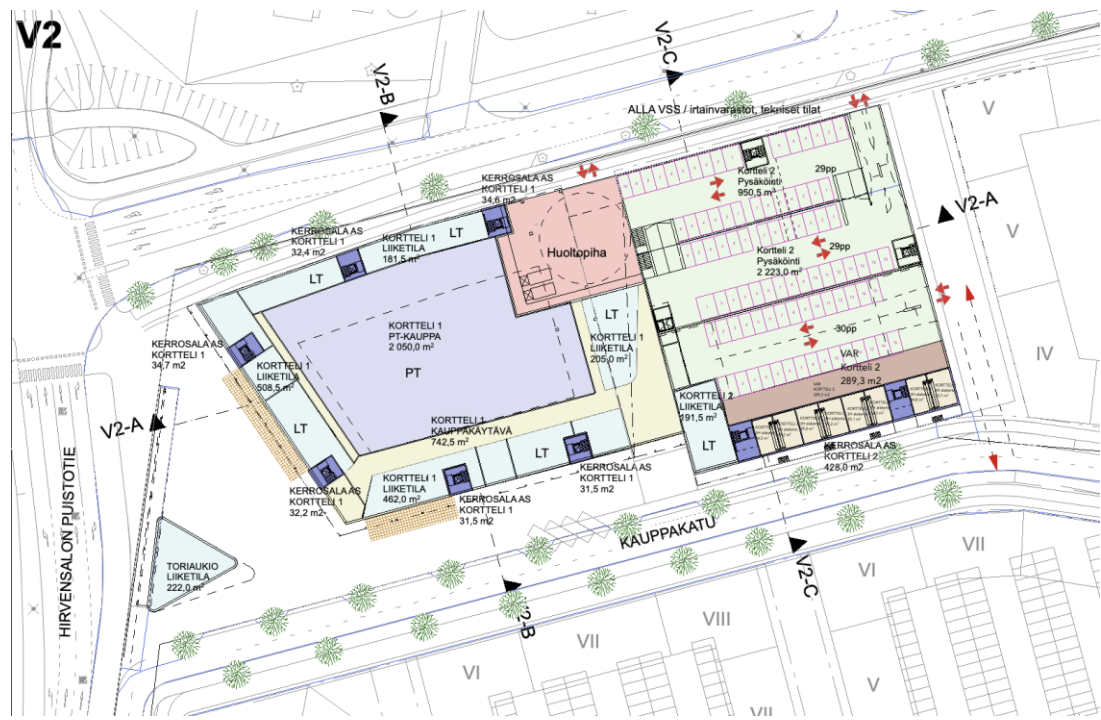 V2
V2-B
V2-C
ALLA VSS / irtainvarastot, tekniset tilat
KERROSALA AS
KORTTELI 1
34,6 m2
29pp
Kortteli 2
Pysäköinti
950,5 m²
V
V2-A
V
KERROSALA AS
KORTTELI 1
32,4 m2
KORTTELI 1
LIIKETILA
181,5 m²
LT
LT
Huoltopiha
Kortteli 2
Pysäköinti
2 223,0 m²
29pp
KERROSALA AS
KORTTELI 1
34,7 m2
KORTTELI 1
PT-KAUPPA
2 050,0 m²
PT
LT
KORTTELI 1
LIIKETILA
205,0 m²
30pp
IV
KORTTELI 1
LIIKETILA
508,5 m²
LT
VAR
Kortteli 2
289,3 m2
V2-A
KORTTELI 1
KAUPPAKÄYTÄVÄ
742,5 m²
KORTTELI 2
LIIKETILA
191,5 m²
LT
KORTTELI 1
LIIKETILA
462,0 m²
LT
LT
KERROSALA AS
KORTTELI 2
428,0 m2
KERROSALA AS
KORTTELI 1
32,2 m2
KERROSALA AS
KORTTELI 1
31,5 m2
KERROSALA AS
KORTTELI 1
31,5 m2
KAUPPAKATU
HIRVENSALON PUISTOTIE
TORIAUKIO
LIIKETILA
222,0 m²
V2-B
V2-C
VII
VI
V
VIII
VII
VI
VII